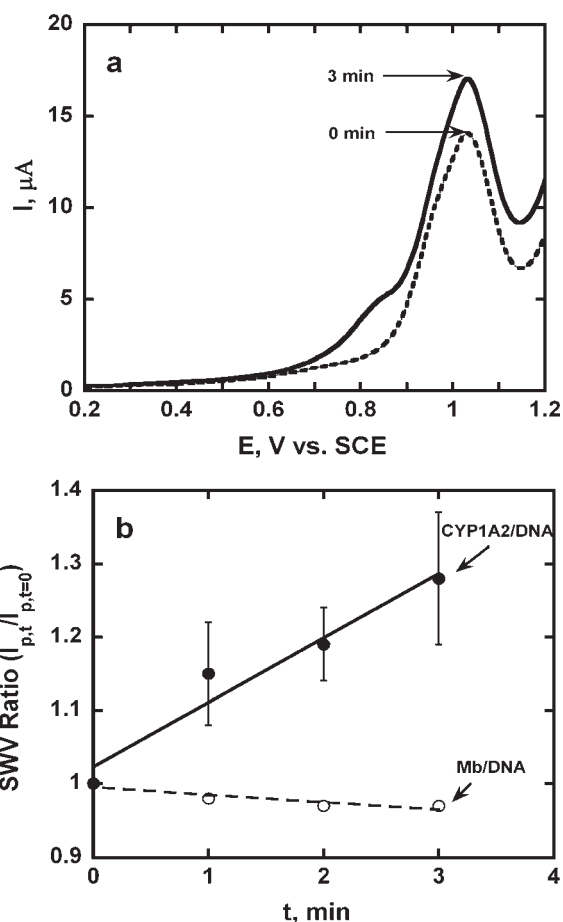 20
a
3 min
15
0 min
I, μA
10
5
0
0.2 0.4 0.6 0.8 1 1.2
E, V vs. SCE
1.4
b
CYP1A2/DNA
1.3
1.2
SWV Ratio (Ip,t/Ip,t=0)
1.1
Mb/DNA
1
0.9
0 1 2 3 4
t, min